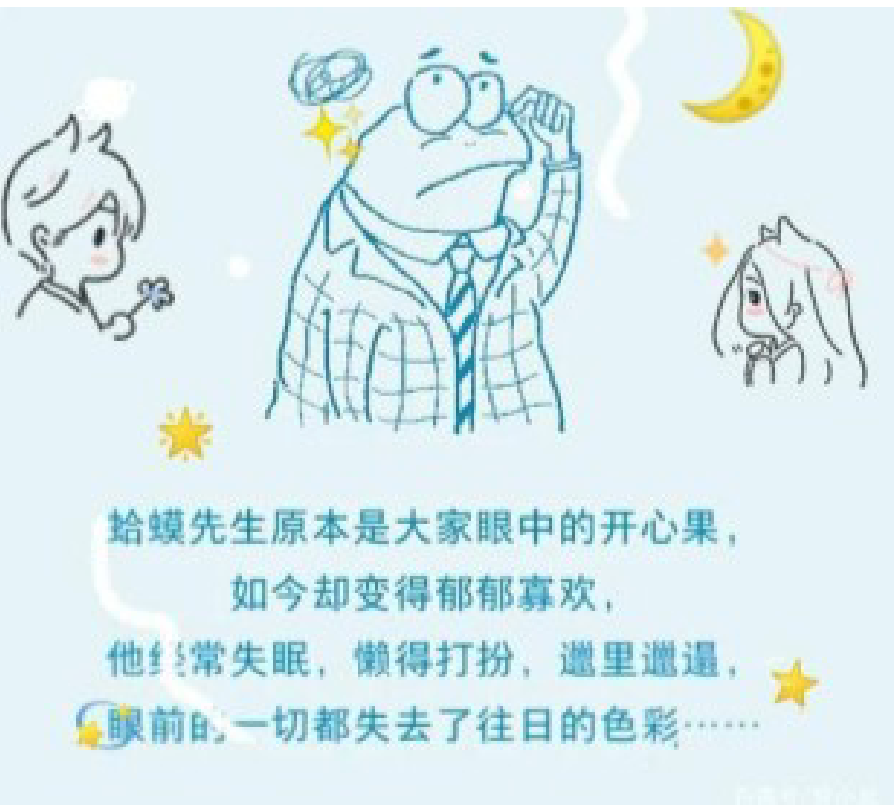 蛤蟆先生原本是大家眼中的开心果，
如今却变得郁郁寡欢，
他经常失眠，懒得打扮，邋里邋遢，
眼前的一切都失去了往日的色彩……